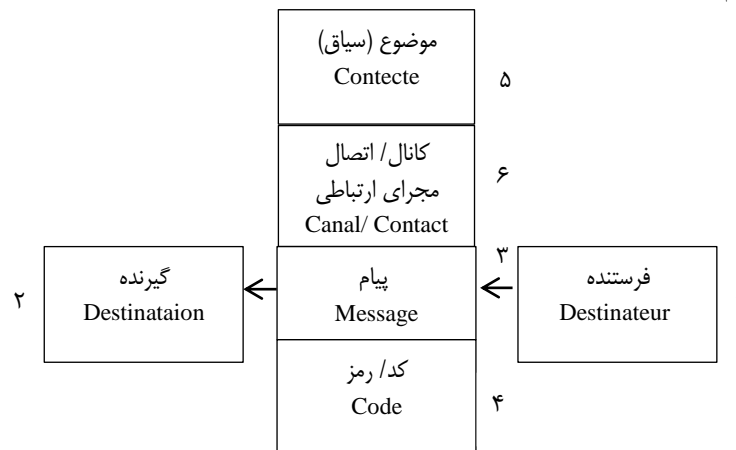 موضوع (سیاق)
Contecte
۵
کانال/ اتصال
مجرای ارتباطی
Canal/ Contact
۶
فرستنده
Destinateur
۳
پیام
Message
گیرنده
Destinataion
۲
کد/ رمز
Code
۴